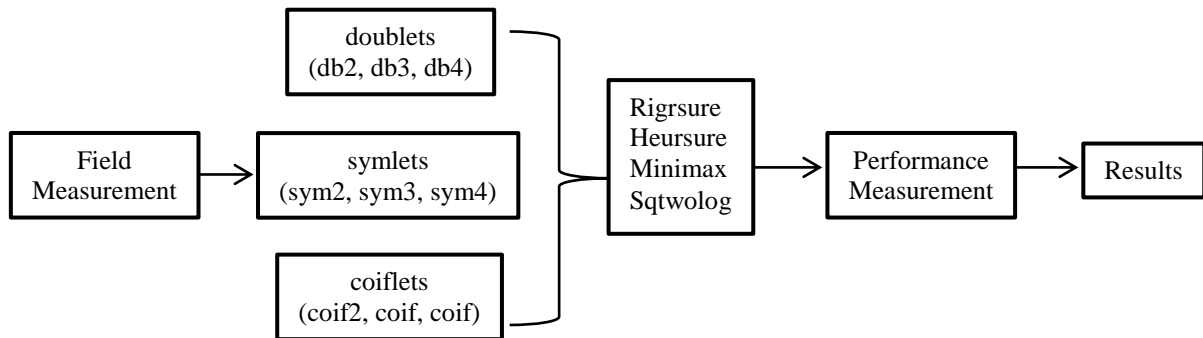 Field
Measurement
doublets
(db2, db3, db4)
symlets
(sym2, sym3, sym4)
coiflets
(coif2, coif, coif)
Rigrsure
Heursure
Minimax
Sqtwolog
Performance
Measurement
Results